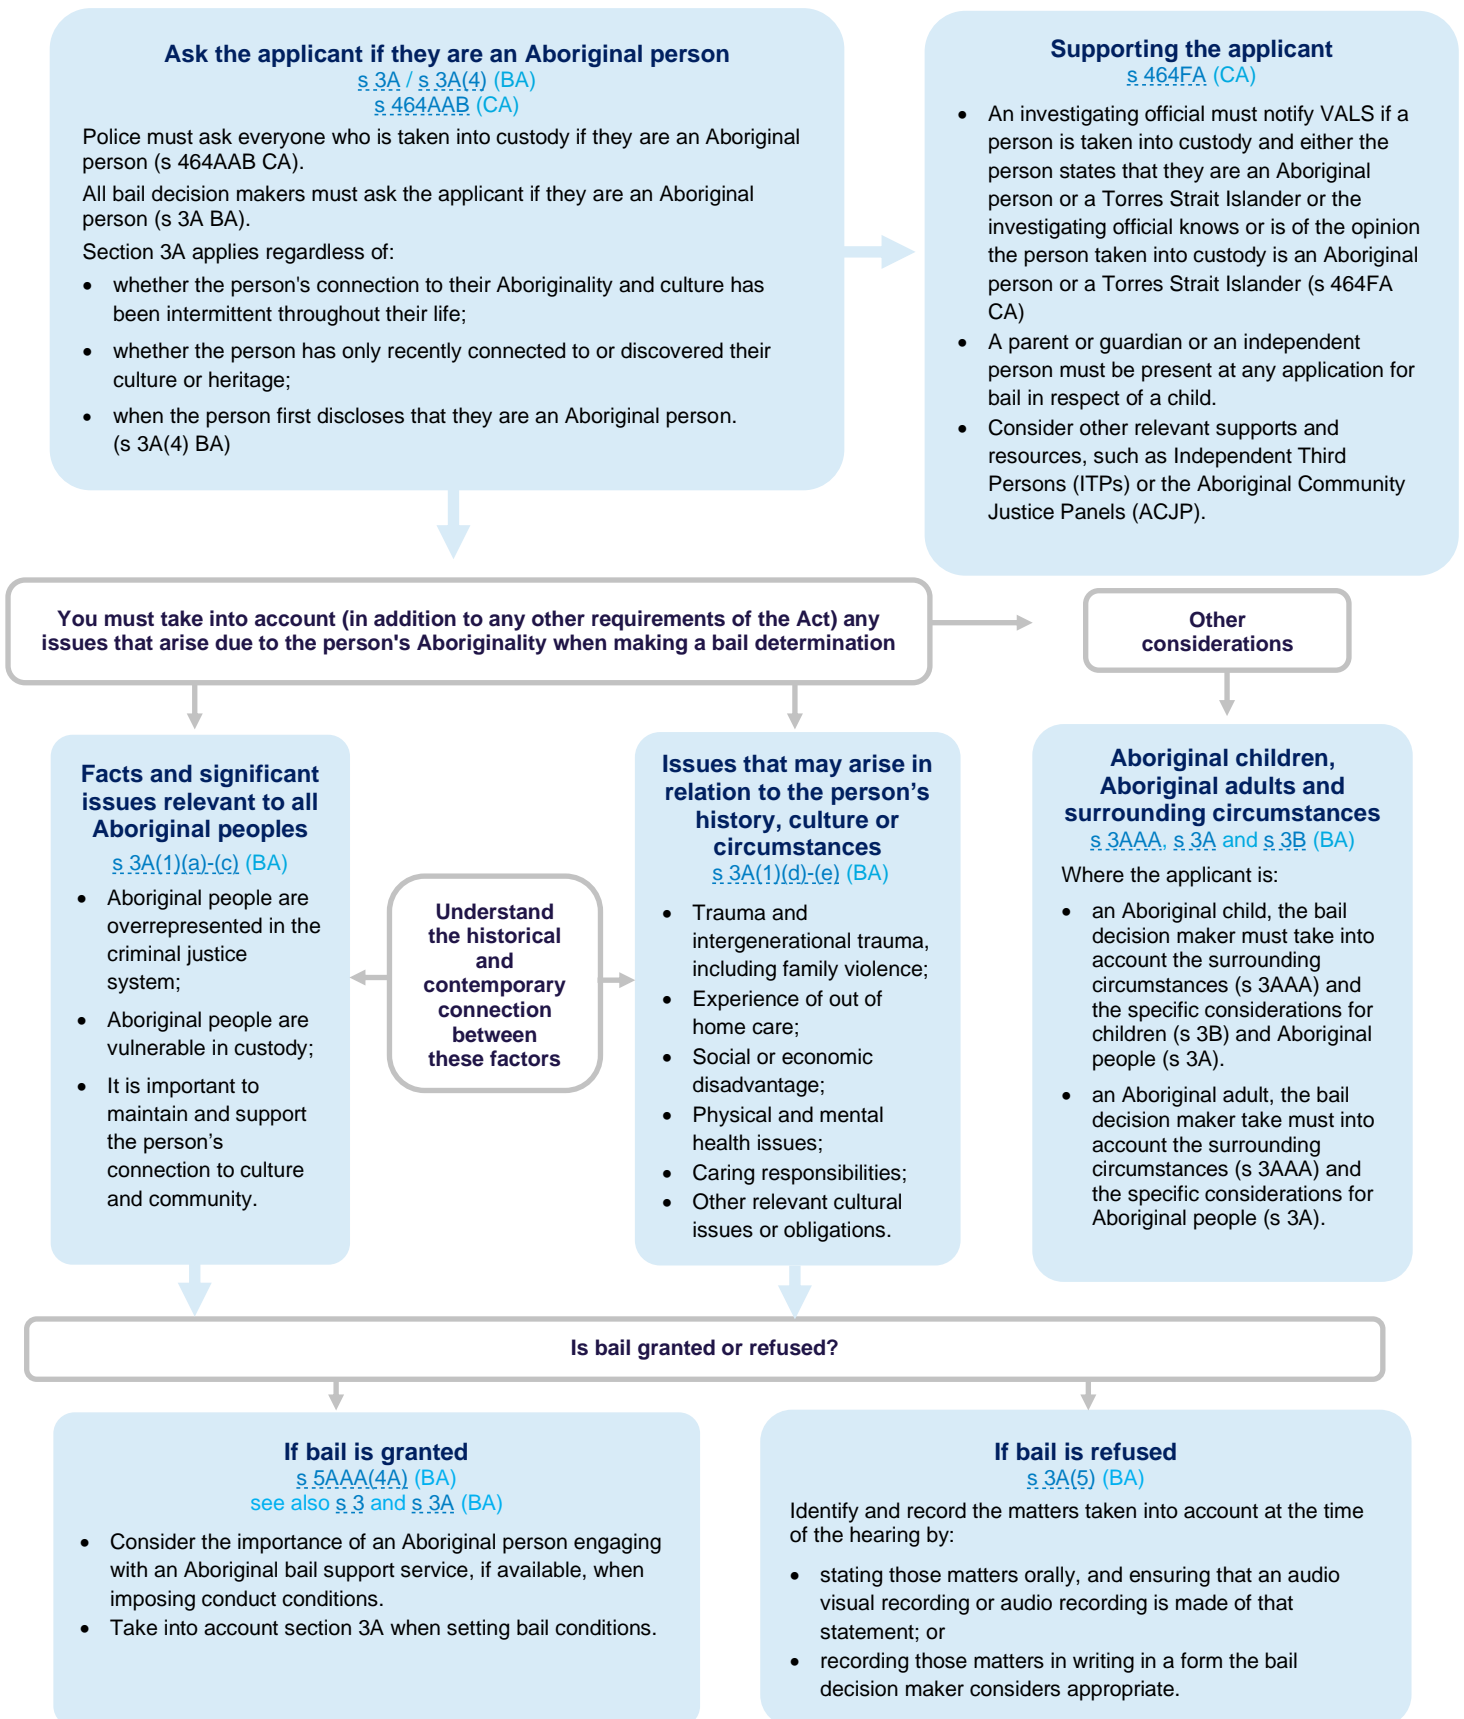 Ask the applicant if they are an Aboriginal person
s 3A / s 3A(4) (BA)
s 464AAB (CA)
Police must ask everyone who is taken into custody if they are an Aboriginal
person (s 464AAB CA).
All bail decision makers must ask the applicant if they are an Aboriginal
person (s 3A BA).
Section 3A applies regardless of:
• whether the person's connection to their Aboriginality and culture has
been intermittent throughout their life;
• whether the person has only recently connected to or discovered their
culture or heritage;
• when the person first discloses that they are an Aboriginal person.
(s 3A(4) BA)
Supporting the applicant
s 464FA (CA)
• An investigating official must notify VALS if a
person is taken into custody and either the
person states that they are an Aboriginal
person or a Torres Strait Islander or the
investigating official knows or is of the opinion
the person taken into custody is an Aboriginal
person or a Torres Strait Islander (s 464FA
CA)
• A parent or guardian or an independent
person must be present at any application for
bail in respect of a child.
• Consider other relevant supports and
resources, such as Independent Third
Persons (ITPs) or the Aboriginal Community
Justice Panels (ACJP).
You must take into account (in addition to any other requirements of the Act) any
issues that arise due to the person's Aboriginality when making a bail determination
Other
considerations
Facts and significant
issues relevant to all
Aboriginal peoples
s 3A(1)(a)-(c) (BA)
• Aboriginal people are
overrepresented in the
criminal justice
system;
• Aboriginal people are
vulnerable in custody;
• It is important to
maintain and support
the person's
connection to culture
and community.
Understand
the historical
and
contemporary
connection
between
these factors
Issues that may arise in
relation to the person’s
history, culture or
circumstances
s 3A(1)(d)-(e) (BA)
• Trauma and
intergenerational trauma,
including family violence;
• Experience of out of
home care;
• Social or economic
disadvantage;
• Physical and mental
health issues;
• Caring responsibilities;
• Other relevant cultural
issues or obligations.
Aboriginal children,
Aboriginal adults and
surrounding circumstances
s 3AAA, s 3A and s 3B (BA)
Where the applicant is:
• an Aboriginal child, the bail
decision maker must take into
account the surrounding
circumstances (s 3AAA) and
the specific considerations for
children (s 3B) and Aboriginal
people (s 3A).
• an Aboriginal adult, the bail
decision maker take must into
account the surrounding
circumstances (s 3AAA) and
the specific considerations for
Aboriginal people (s 3A).
Is bail granted or refused?
If bail is granted
s 5AAA(4A) (BA)
see also s 3 and s 3A (BA)
• Consider the importance of an Aboriginal person engaging
with an Aboriginal bail support service, if available, when
imposing conduct conditions.
• Take into account section 3A when setting bail conditions.
If bail is refused
s 3A(5) (BA)
Identify and record the matters taken into account at the time
of the hearing by:
• stating those matters orally, and ensuring that an audio
visual recording or audio recording is made of that
statement; or
• recording those matters in writing in a form the bail
decision maker considers appropriate.